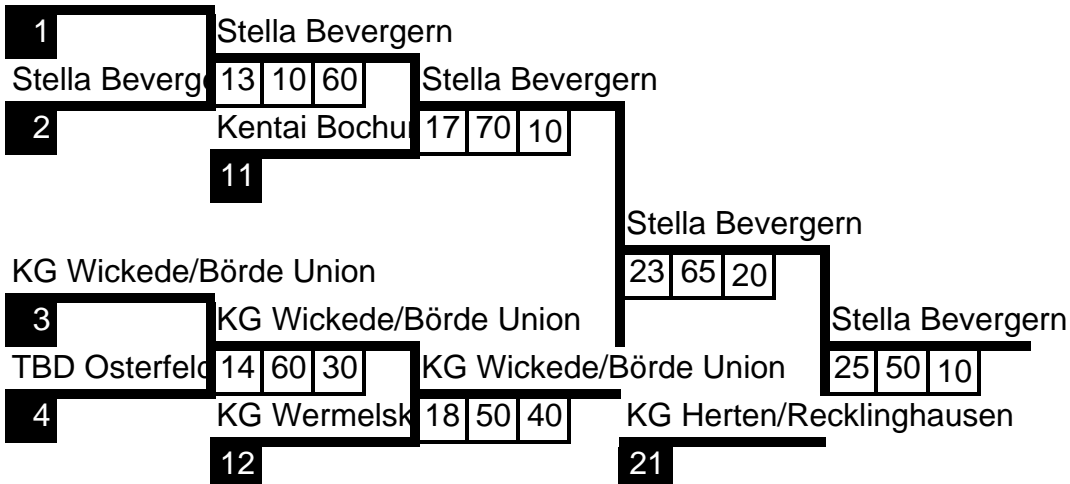 1
Stella Bevergern
Stella Beverge 13 10 60 Stella Bevergern
2
Kentai Bochu 17 70 10
11
Stella Bevergern
KG Wickede/Börde Union 23 65 20
3
KG Wickede/Börde Union Stella Bevergern
TBD Osterfeld 14 60 30 KG Wickede/Börde Union 25 50 10
4
KG Wermelsk 18 50 40 KG Herten/Recklinghausen
12 21